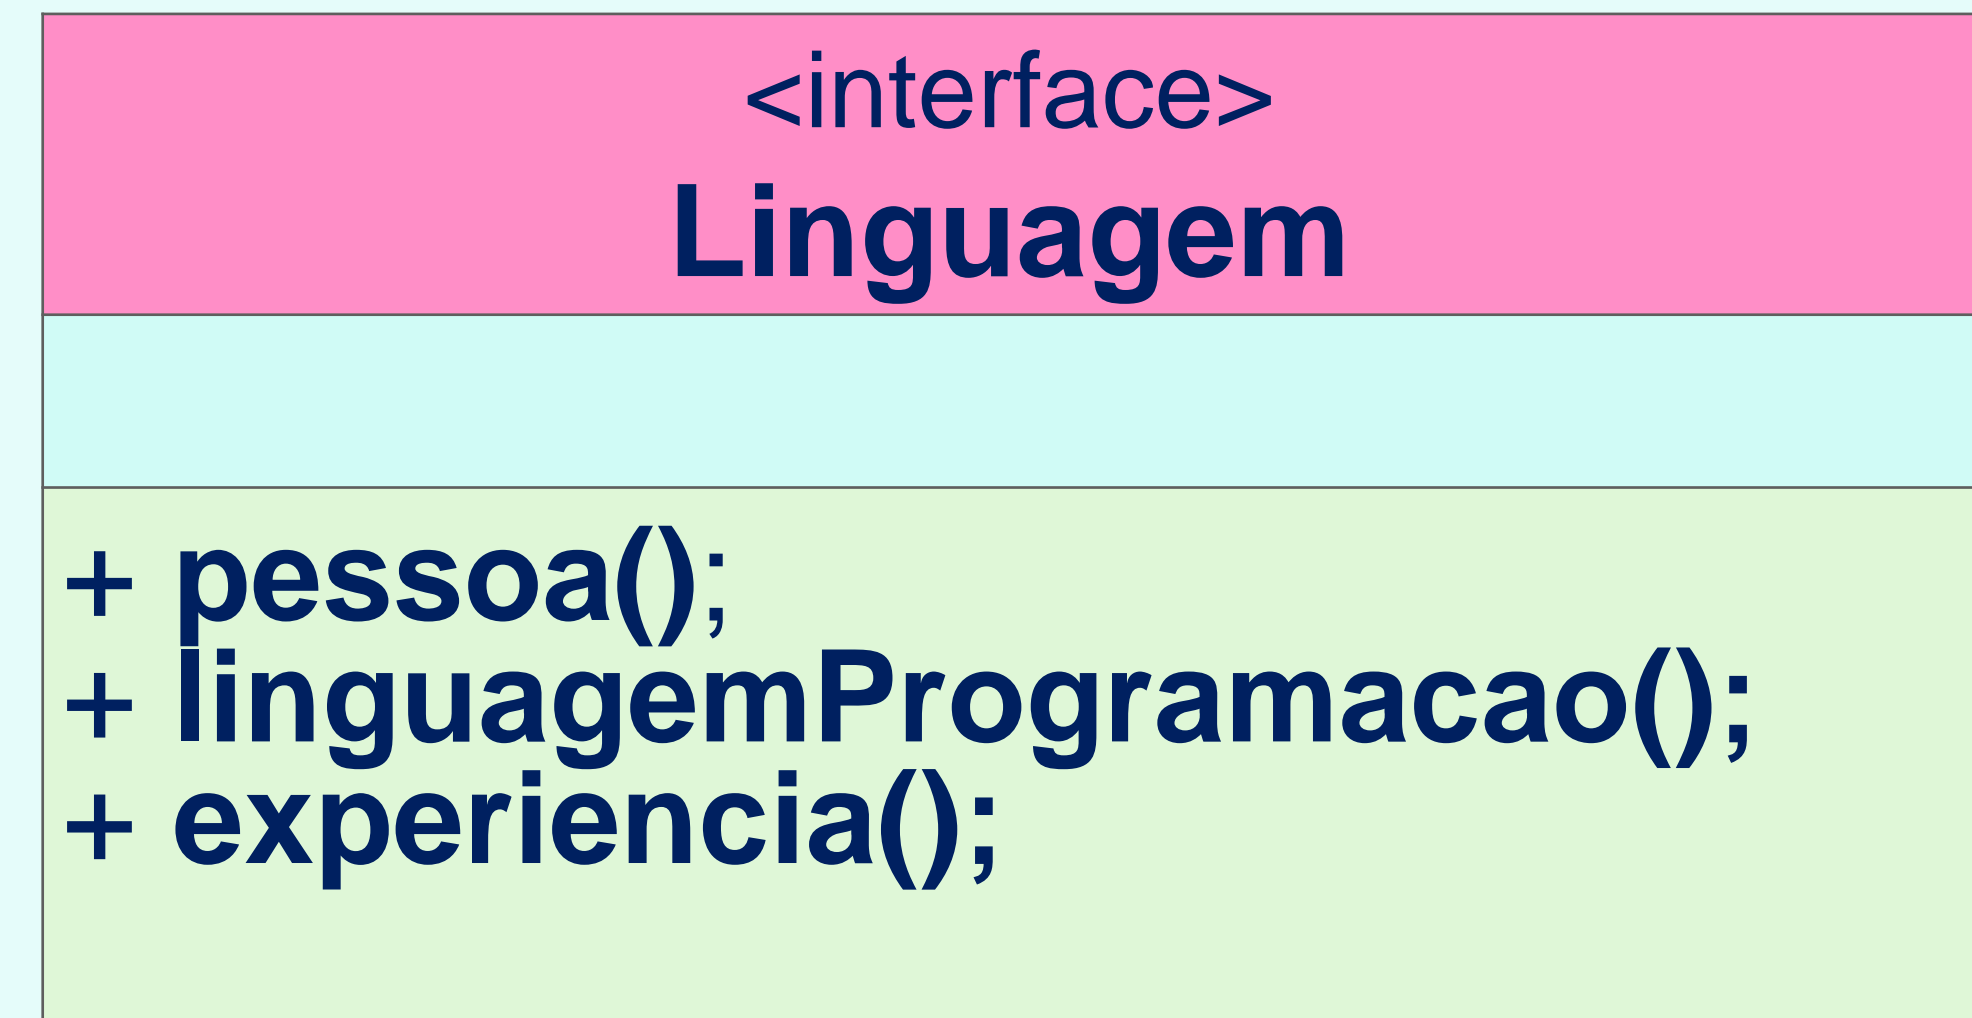 <interface>
Linguagem
+ pessoa();
+ linguagemProgramacao();
+ experiencia();